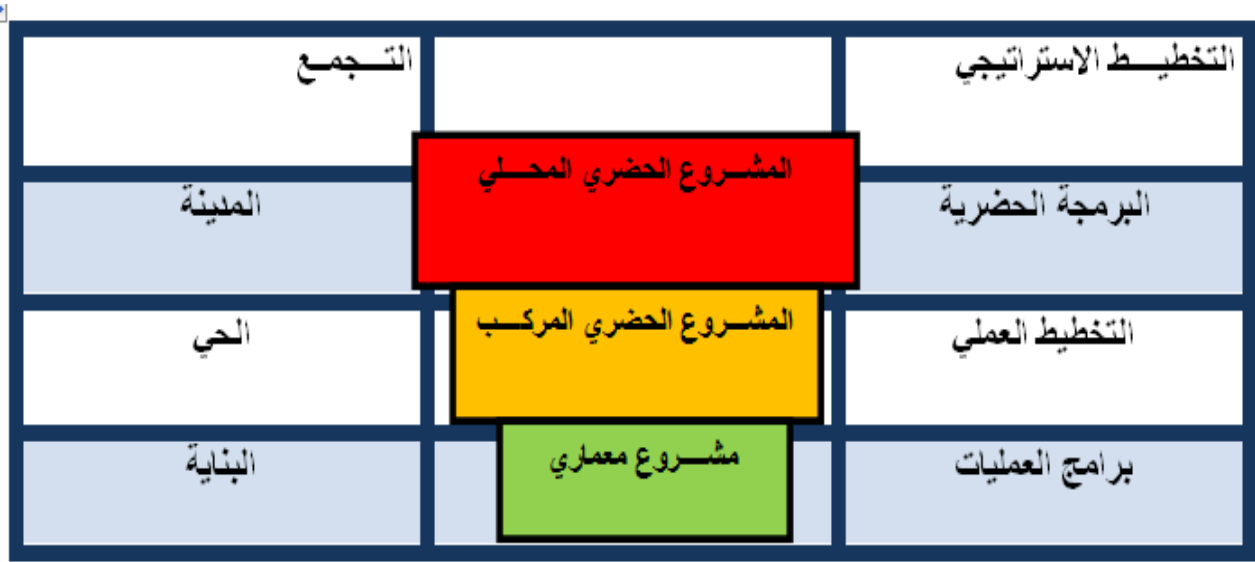 التخطيط الاستراتيجي
التجمع
المشروع الحضري المحلي
البرمجة الحضرية
المدينة
المشروع الحضري المركب
التخطيط العملي
الحي
مشروع معماري
برامج العمليات
البناية